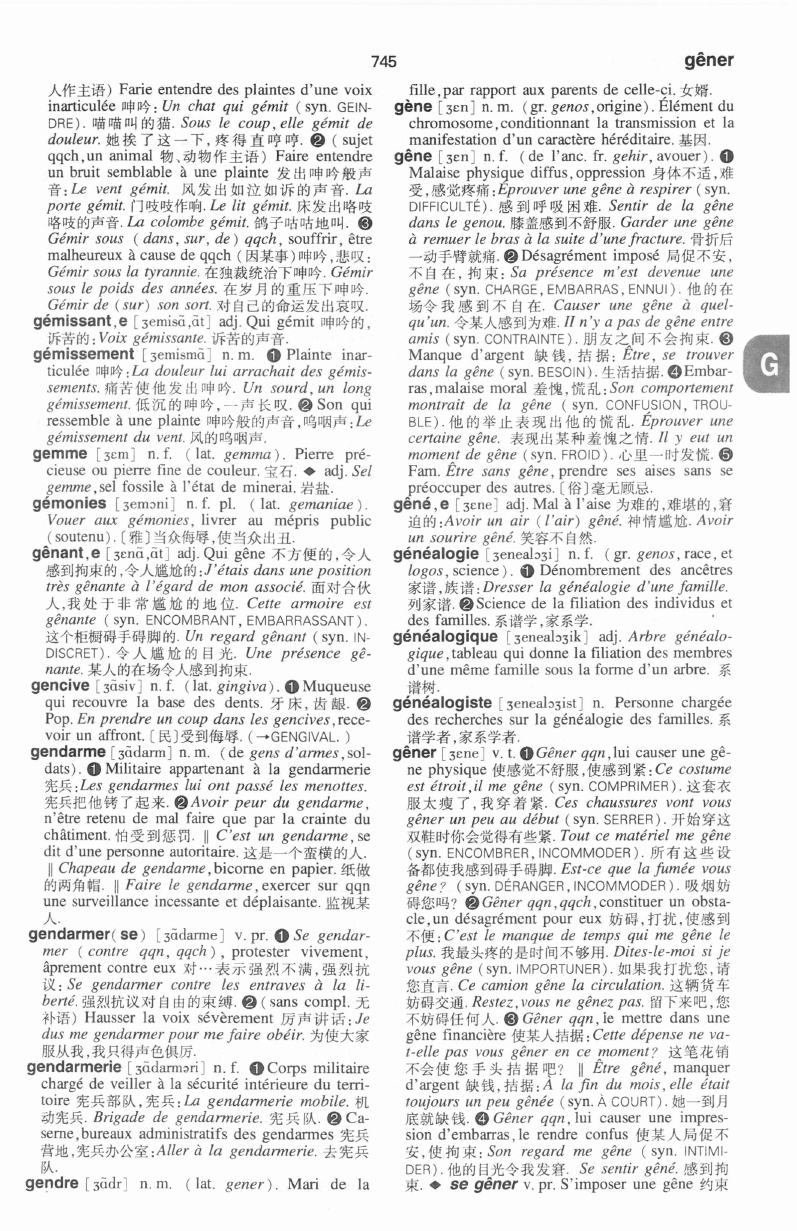 745
gêner
人作主语) Farie entendre des plaintes d'une voix
inarticulée 呻吟: Un chat qui gémit ( syn. GEIN-
DRE). 喵喵叫的猫. Sous le coup, elle gémit de
douleur. 她挨了这一下,疼得直哼哼. ❷ ( sujet
qqch,un animal 物、动物作主语) Faire entendre
un bruit semblable à une plainte 发出呻吟般声
音: Le vent gémit. 风发出如泣如诉的声音. La
porte gémit. 门吱吱作响. Le lit gémit. 床发出咯吱
咯吱的声音. La colombe gémit. 鸽子咕咕地叫. ❸
Gémir sous ( dans, sur, de ) qqch, souffrir, être
malheureux à cause de qqch (因某事)呻吟,悲叹:
Gémir sous la tyrannie. 在独裁统治下呻吟. Gémir
sous le poids des années. 在岁月的重压下呻吟.
Gémir de ( sur ) son sort. 对自己的命运发出哀叹.
gémissant,e [ʒemisɑ̃,ɑ̃t] adj. Qui gémit 呻吟的,
诉苦的: Voix gémissante. 诉苦的声音.
gémissement [ʒemismɑ̃] n. m. ❶ Plainte inar-
ticulée 呻吟: La douleur lui arrachait des gémis-
sements. 痛苦使他发出呻吟. Un sourd, un long
gémissement. 低沉的呻吟,一声长叹. ❷ Son qui
ressemble à une plainte 呻吟般的声音,呜咽声: Le
gémissement du vent. 风的呜咽声.
gemme [ʒɛm] n. f. ( lat. gemma). Pierre pré-
cieuse ou pierre fine de couleur. 宝石. ◆ adj. Sel
gemme, sel fossile à l'état de minerai. 岩盐.
gémonies [ʒemɔni] n. f. pl. ( lat. gemaniae).
Vouer aux gémonies, livrer au mépris public
(soutenu). 〔雅〕当众侮辱,使当众出丑.
gênant,e [ʒɛnɑ̃,ɑ̃t] adj. Qui gêne 不方便的,令人
感到拘束的,令人尴尬的: J'étais dans une position
très gênante à l'égard de mon associé. 面对合伙
人,我处于非常尴尬的地位. Cette armoire est
gênante ( syn. ENCOMBRANT, EMBARRASSANT).
这个柜橱碍手碍脚的. Un regard gênant (syn. IN-
DISCRET). 令人尴尬的目光. Une présence gê-
nante. 某人的在场令人感到拘束.
gencive [ʒɑ̃siv] n. f. (lat. gingiva). ❶ Muqueuse
qui recouvre la base des dents. 牙床,齿龈. ❷
Pop. En prendre un coup dans les gencives, rece-
voir un affront. 〔民〕受到侮辱. (→GENGIVAL. )
gendarme [ʒɑ̃darm] n. m. (de gens d'armes, sol-
dats). ❶ Militaire appartenant à la gendarmerie
宪兵: Les gendarmes lui ont passé les menottes.
宪兵把他铐了起来. ❷ Avoir peur du gendarme,
n'être retenu de mal faire que par la crainte du
châtiment. 怕受到惩罚. ‖ C'est un gendarme, se
dit d'une personne autoritaire. 这是一个蛮横的人.
‖ Chapeau de gendarme, bicorne en papier. 纸做
的两角帽. ‖ Faire le gendarme, exercer sur qqn
une surveillance incessante et déplaisante. 监视某
人.
gendarmer( se) [ʒɑ̃darme] v. pr. ❶ Se gendar-
mer ( contre qqn, qqch ) , protester vivement,
âprement contre eux 对…表示强烈不满,强烈抗
议: Se gendarmer contre les entraves à la li-
berté. 强烈抗议对自由的束缚. ❷ ( sans compl. 无
补语) Hausser la voix sévèrement 厉声讲话: Je
dus me gendarmer pour me faire obéir. 为使大家
服从我,我只得声色俱厉.
gendarmerie [ʒɑ̃darmǝri] n. f. ❶ Corps militaire
chargé de veiller à la sécurité intérieure du terri-
toire 宪兵部队,宪兵: La gendarmerie mobile. 机
动宪兵. Brigade de gendarmerie. 宪兵队. ❷ Ca-
serne, bureaux administratifs des gendarmes 宪兵
营地,宪兵办公室: Aller à la gendarmerie. 去宪兵
队.
gendre [ʒɑ̃dr] n. m. ( lat. gener). Mari de la
fille, par rapport aux parents de celle-ci. 女婿.
gène [ʒɛn] n. m. (gr. genos, origine). Élément du
chromosome, conditionnant la transmission et la
manifestation d'un caractère héréditaire. 基因.
gêne [ʒɛn] n. f. (de l'anc. fr. gehir, avouer). ❶
Malaise physique diffus, oppression 身体不适,难
受,感觉疼痛: Éprouver une gêne à respirer (syn.
DIFFICULTÉ). 感到呼吸困难. Sentir de la gêne
dans le genou. 膝盖感到不舒服. Garder une gêne
à remuer le bras à la suite d'une fracture. 骨折后
一动手臂就痛. ❷ Désagrément imposé 局促不安,
不自在,拘束: Sa présence m'est devenue une
gêne (syn. CHARGE, EMBARRAS, ENNUI). 他的在
场令我感到不自在. Causer une gêne à quel-
qu'un. 令某人感到为难. Il n'y a pas de gêne entre
amis (syn. CONTRAINTE). 朋友之间不会拘束. ❸
Manque d'argent 缺钱,拮据: Être, se trouver
dans la gêne (syn. BESOIN). 生活拮据. ❹ Embar-
ras, malaise moral 羞愧,慌乱: Son comportement
montrait de la gêne ( syn. CONFUSION, TROU-
BLE). 他的举止表现出他的慌乱. Éprouver une
certaine gêne. 表现出某种羞愧之情. Il y eut un
moment de gêne (syn. FROID). 心里一时发慌. ❺
Fam. Être sans gêne, prendre ses aises sans se
préoccuper des autres. 〔俗〕毫无顾忌.
gêné,e [ʒɛne] adj. Mal à l'aise 为难的,难堪的,窘
迫的: Avoir un air (l'air) gêné. 神情尴尬. Avoir
un sourire gêné. 笑容不自然.
généalogie [ʒenealɔʒi] n. f. ( gr. genos, race, et
logos, science). ❶ Dénombrement des ancêtres
家谱,族谱: Dresser la généalogie d'une famille.
列家谱. ❷ Science de la filiation des individus et
des familles. 系谱学,家系学.
généalogique [ʒenealɔʒik] adj. Arbre généalo-
gique, tableau qui donne la filiation des membres
d'une même famille sous la forme d'un arbre. 系
谱树.
généalogiste [ʒenealɔʒist] n. Personne chargée
des recherches sur la généalogie des familles. 系
谱学者,家系学者.
gêner [ʒɛne] v. t. ❶ Gêner qqn, lui causer une gê-
ne physique 使感觉不舒服,使感到紧: Ce costume
est étroit, il me gêne (syn. COMPRIMER). 这套衣
服太瘦了,我穿着紧. Ces chaussures vont vous
gêner un peu au début (syn. SERRER). 开始穿这
双鞋时你会觉得有些紧. Tout ce matériel me gêne
(syn. ENCOMBRER, INCOMMODER). 所有这些设
备都使我感到碍手碍脚. Est-ce que la fumée vous
gêne? (syn. DÉRANGER, INCOMMODER). 吸烟妨
碍您吗? ❷ Gêner qqn, qqch, constituer un obsta-
cle, un désagrément pour eux 妨碍,打扰,使感到
不便: C'est le manque de temps qui me gêne le
plus. 我最头疼的是时间不够用. Dites-le-moi si je
vous gêne (syn. IMPORTUNER). 如果我打扰您,请
您直言. Ce camion gêne la circulation. 这辆货车
妨碍交通. Restez, vous ne gênez pas. 留下来吧,您
不妨碍任何人. ❸ Gêner qqn, le mettre dans une
gêne financière 使某人拮据: Cette dépense ne va-
t-elle pas vous gêner en ce moment? 这笔花销
不会使您手头拮据吧? ‖ Être gêné, manquer
d'argent 缺钱,拮据: À la fin du mois, elle était
toujours un peu gênée (syn. À COURT). 她一到月
底就缺钱. ❹ Gêner qqn, lui causer une impres-
sion d'embarras, le rendre confus 使某人局促不
安,使拘束: Son regard me gêne ( syn. INTIMI-
DER). 他的目光令我发窘. Se sentir gêné. 感到拘
束. ◆ se gêner v. pr. S'imposer une gêne 约束
G